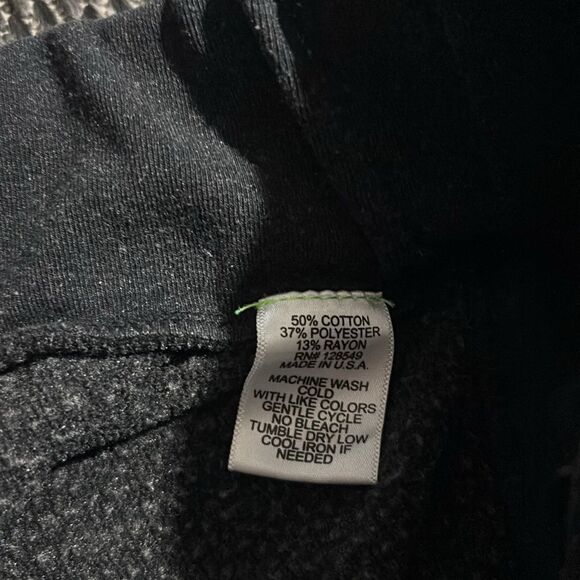 50% COTTON
37% POLYESTER
13% RAYON
RN# 128549
MADE IN U.S.A.
MACHINE WASH
COLD
WITH LIKE COLORS
GENTLE CYCLE
NO BLEACH
TUMBLE DRY LOW
COOL IRON IF
NEEDED